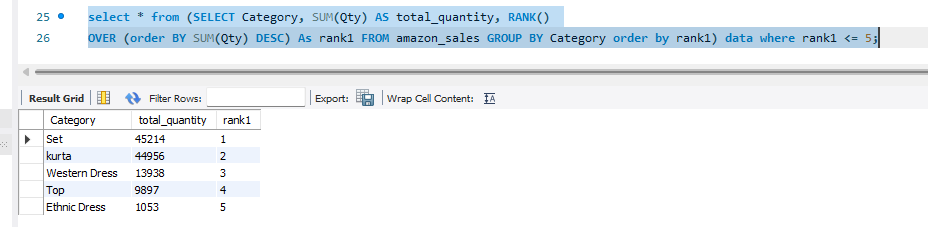 25 select * from (SELECT Category, SUM(Qty) AS total_quantity, RANK()
26 OVER (order BY SUM(Qty) DESC) As rank1 FROM amazon_sales GROUP BY Category order by rank1) data where rank1 <= 5;
Result Grid Filter Rows: Export: Wrap Cell Content: IA
Category total_quantity rank1
Set 45214 1
kurta 44956 2
Western Dress 13938 3
Top 9897 4
Ethnic Dress 1053 5